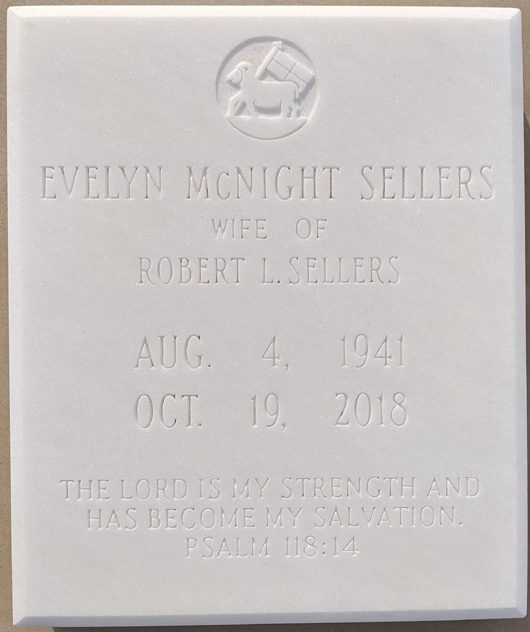 EVELYN McNIGHT SELLERS
WIFE OF
ROBERT L. SELLERS
AUG. 4, 1941
OCT. 19, 2018
THE LORD IS MY STRENGTH AND
HAS BECOME MY SALVATION.
PSALM 118:14